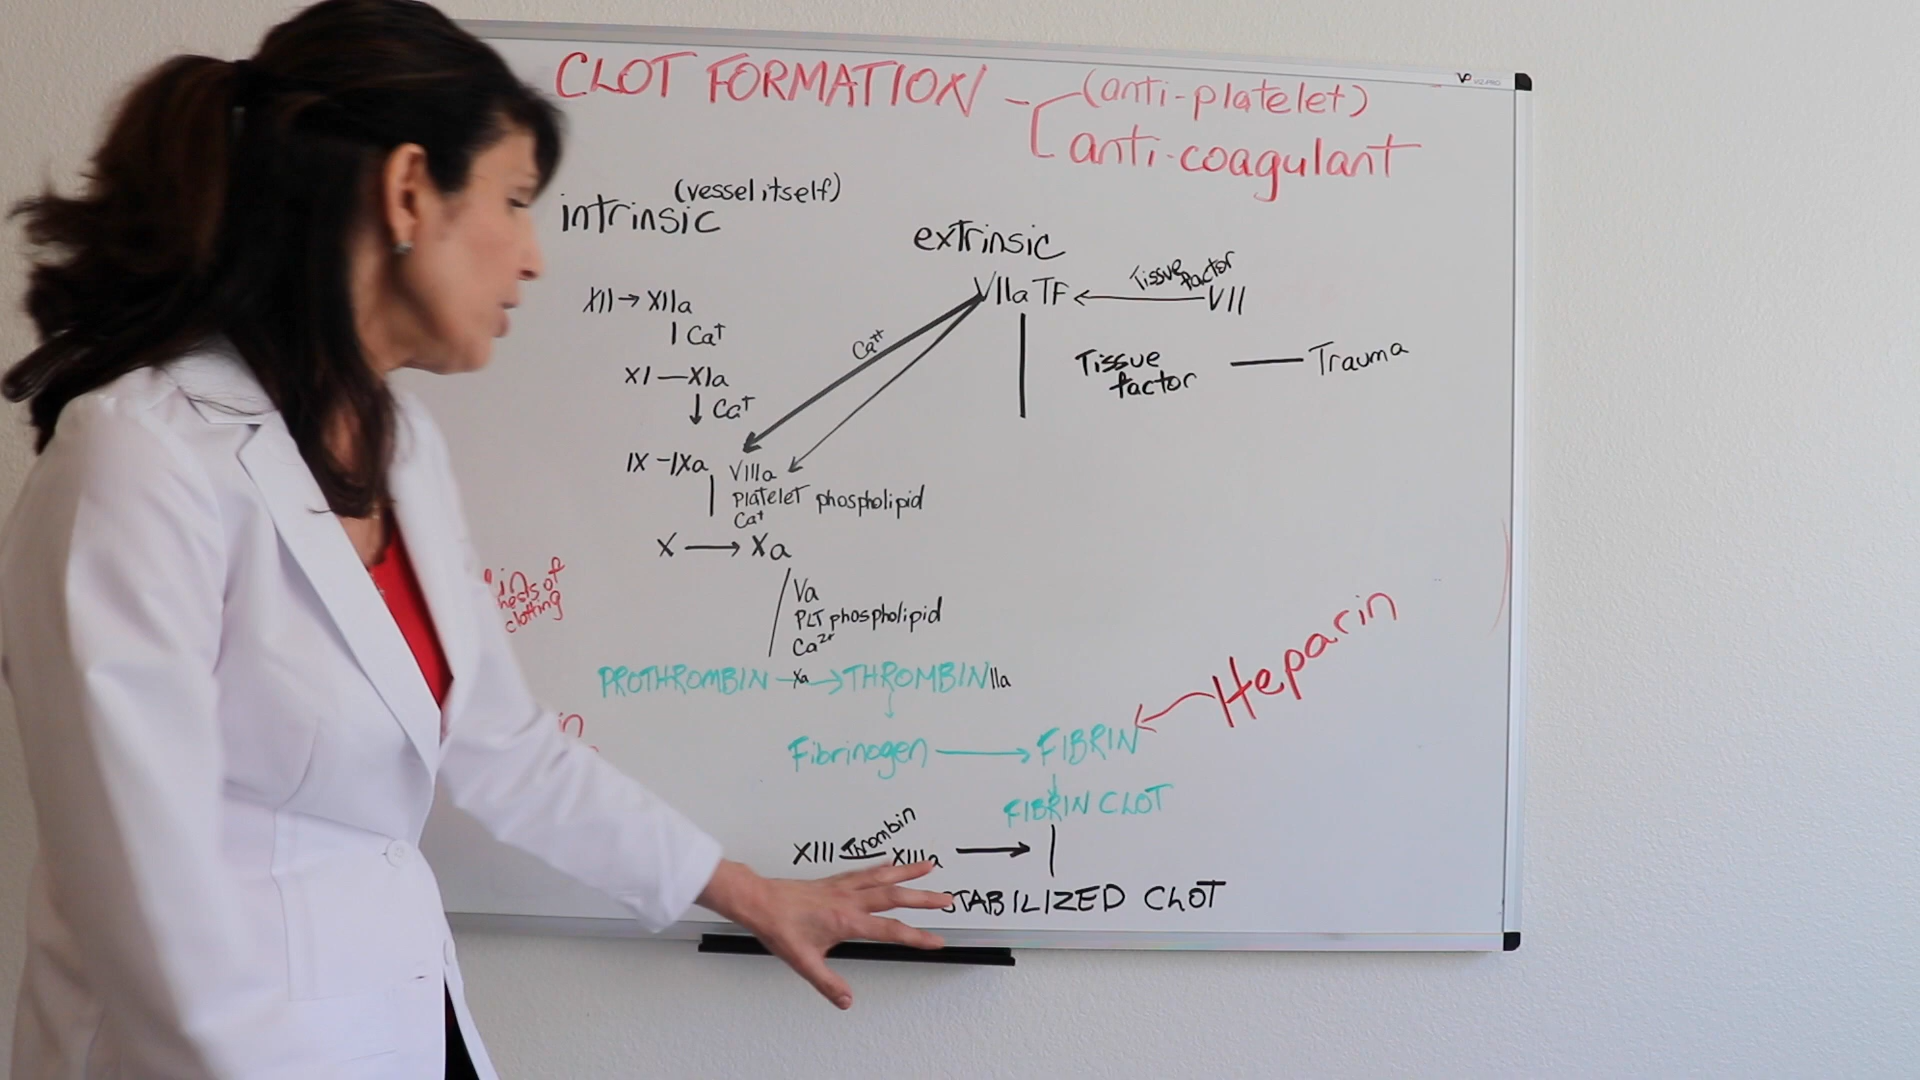 CLOT FORMATION - (anti-platelet)
anti-coagulant
intrinsic (vessel itself)
extrinsic
VIIa TF ← Tissue factor VII
XII → XIIa
Ca+
XI — XIa
↓ Ca+
Ca++
Tissue factor — Trauma
IX - IXa VIIIa
PLATELET phospholipid
Ca+
X → Xa
Va
PLT phospholipid
Ca2+
clotting
Heparin
PROTHROMBIN - Xa → THROMBIN IIa
Fibrinogen → FIBRIN
FIBRIN CLOT
XIII Thrombin XIIIa →
STABILIZED CLOT